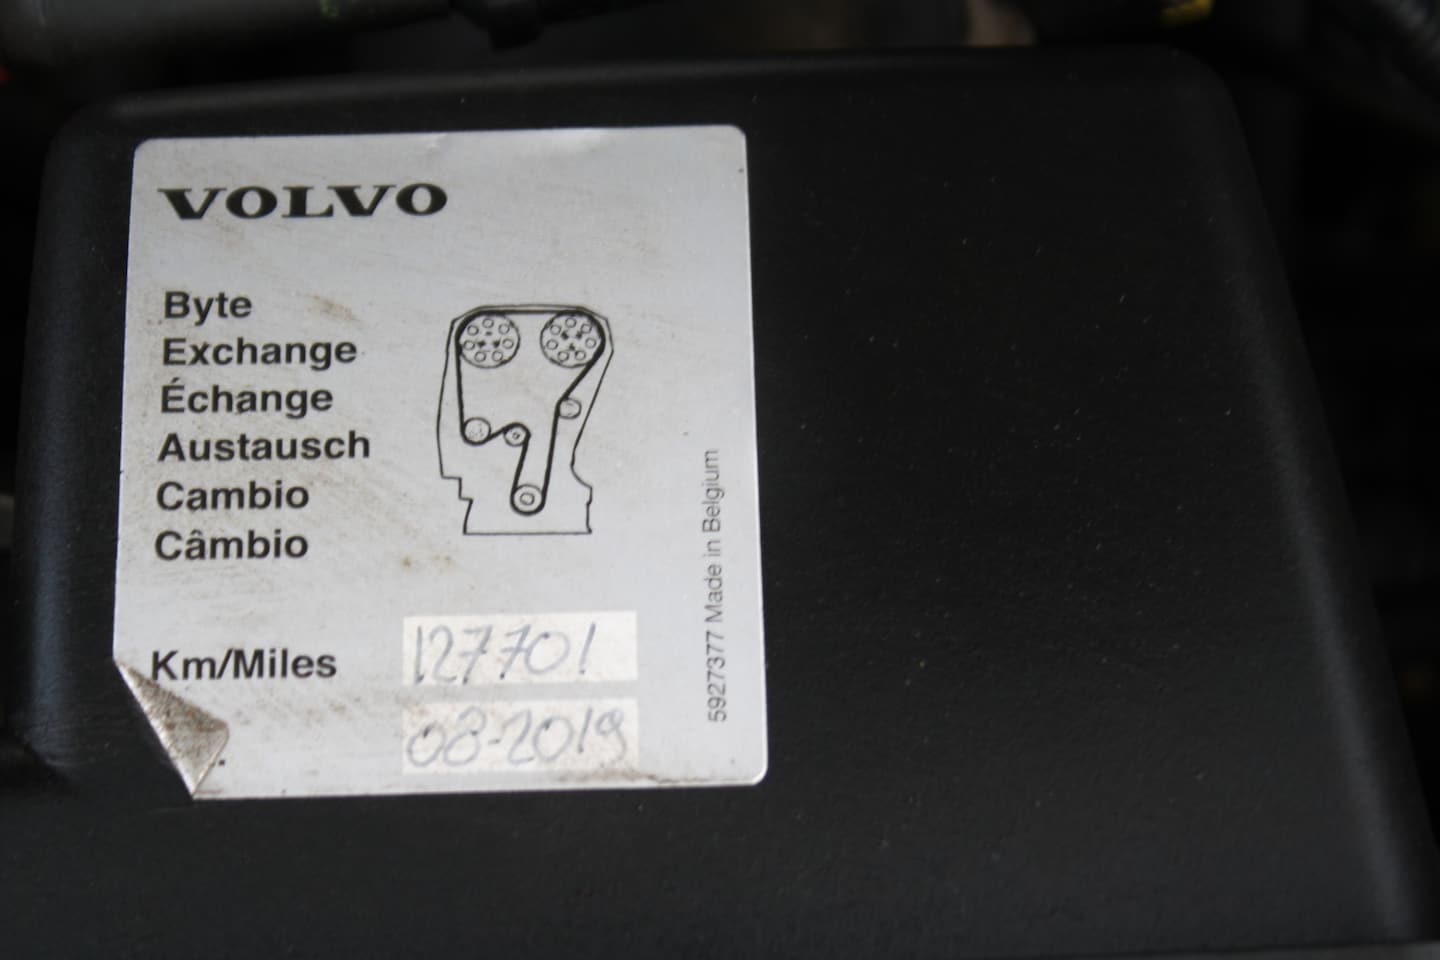 VOLVO
Byte
Exchange
Échange
Austausch
Cambio
Câmbio
Km/Miles 127701
08-2019
5927377 Made in Belgium